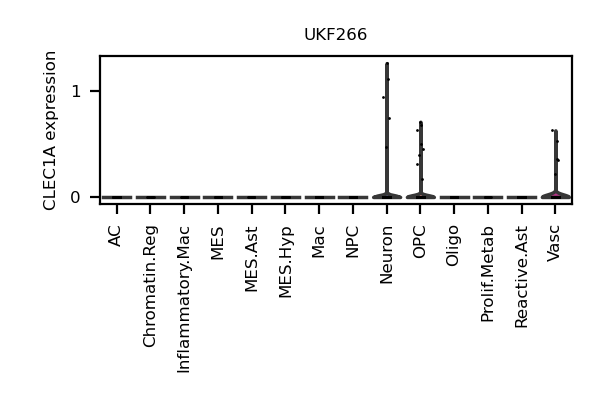 UKF266
CLEC1A expression
1
0
AC
Chromatin.Reg
Inflammatory.Mac
MES
MES.Ast
MES.Hyp
Mac
NPC
Neuron
OPC
Oligo
Prolif.Metab
Reactive.Ast
Vasc